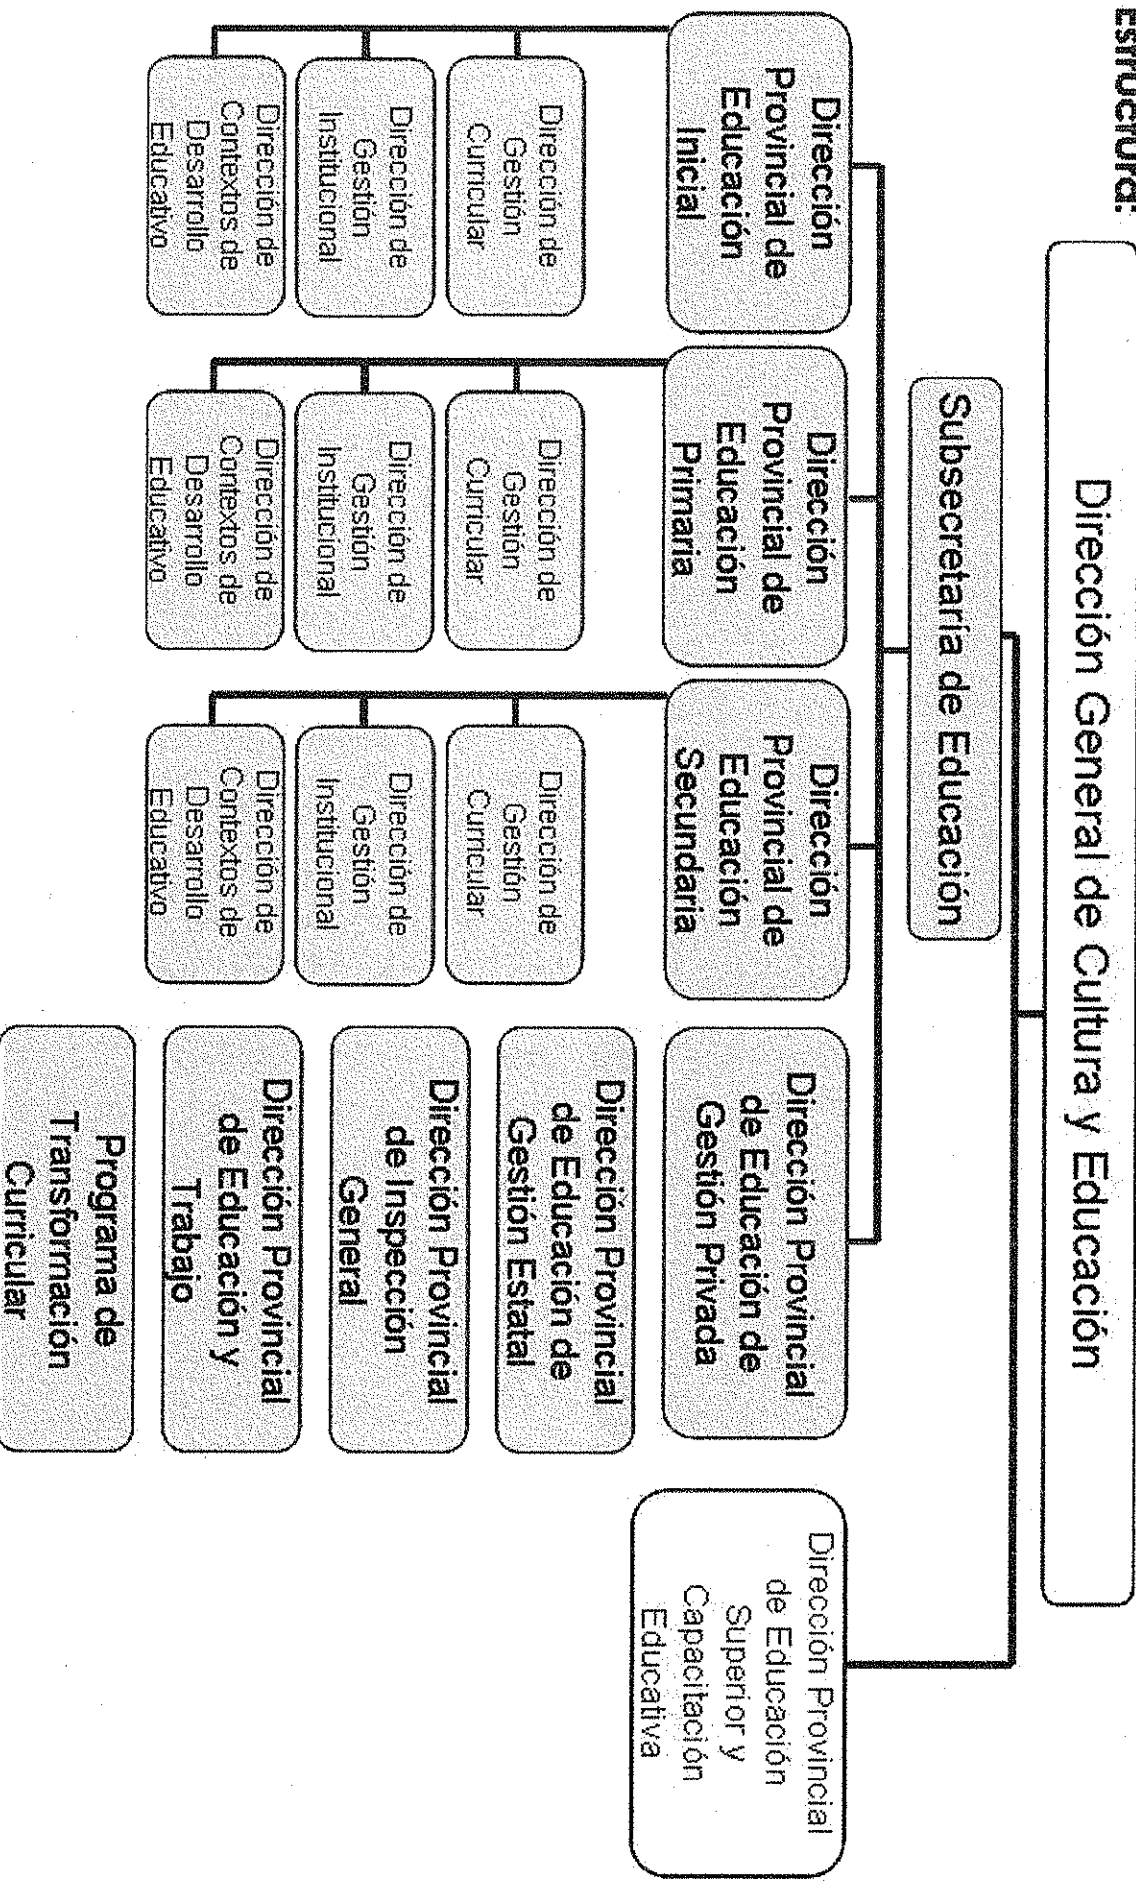 Estructura:
Dirección General de Cultura y Educación
Subsecretaría de Educación
Dirección
Provincial de
Educación
Inicial
Dirección de
Gestión
Curricular
Dirección de
Gestión
Institucional
Dirección de
Contextos de
Desarrollo
Educativo
Dirección
Provincial de
Educación
Primaria
Dirección de
Gestión
Curricular
Dirección de
Gestión
Institucional
Dirección de
Contextos de
Desarrollo
Educativo
Dirección
Provincial de
Educación
Secundaria
Dirección de
Gestión
Curricular
Dirección de
Gestión
Institucional
Dirección de
Contextos de
Desarrollo
Educativo
Dirección Provincial
de Educación de
Gestión Privada
Dirección Provincial
de Educación de
Gestión Estatal
Dirección Provincial
de Inspección
General
Dirección Provincial
de Educación y
Trabajo
Programa de
Transformación
Curricular
Dirección Provincial
de Educación
Superior y
Capacitación
Educativa